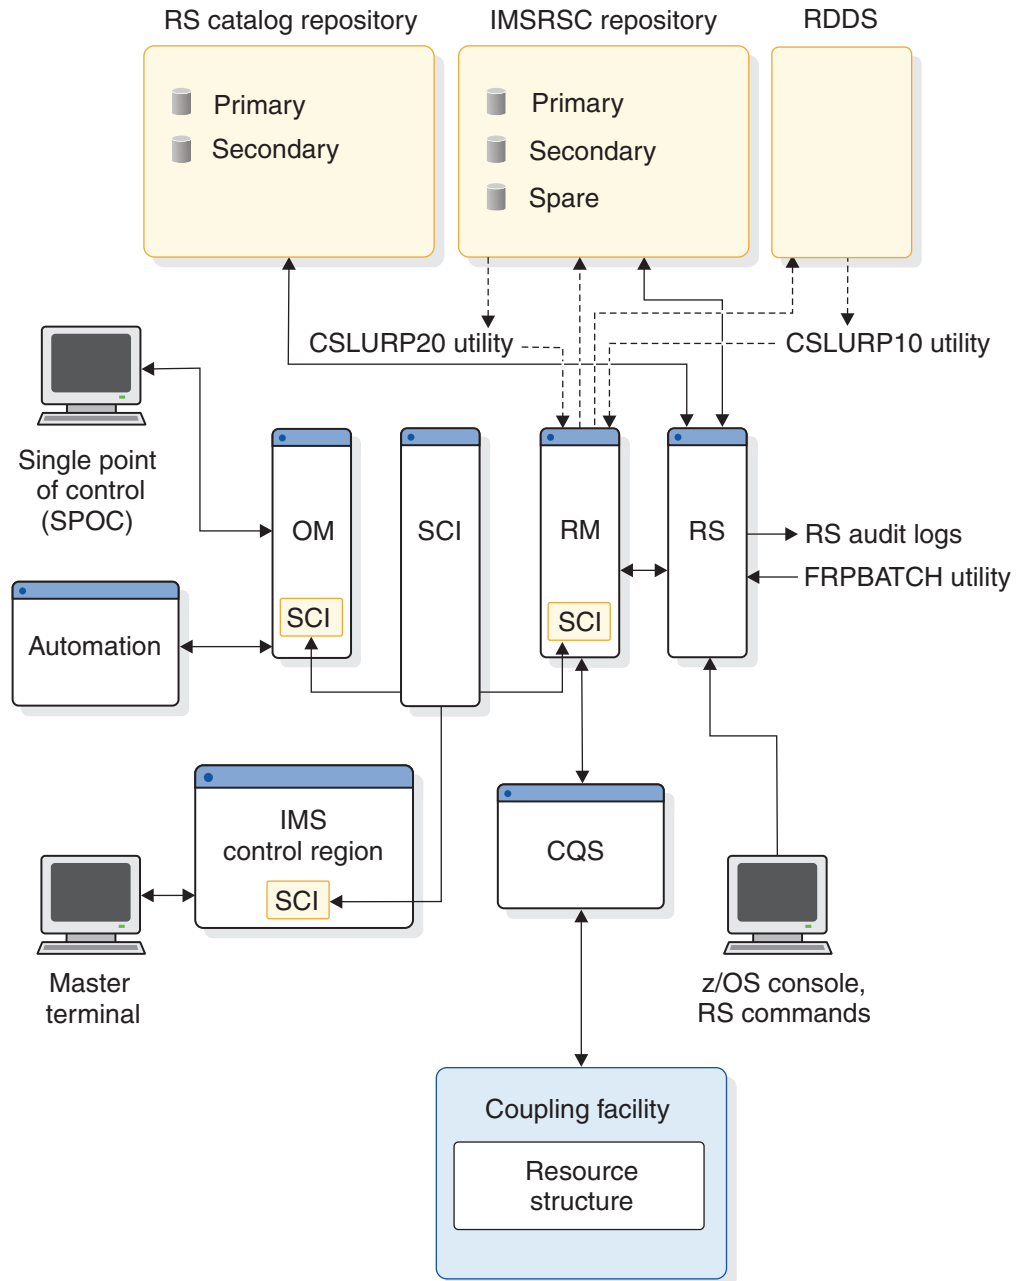 RS catalog repository
IMSRSC repository
RDDS
Primary
Secondary
Primary
Secondary
Spare
CSLURP20 utility
CSLURP10 utility
Single point
of control
(SPOC)
OM
SCI
SCI
RM
SCI
RS
RS audit logs
FRPBATCH utility
Automation
IMS
control region
SCI
CQS
Master
terminal
z/OS console,
RS commands
Coupling facility
Resource
structure